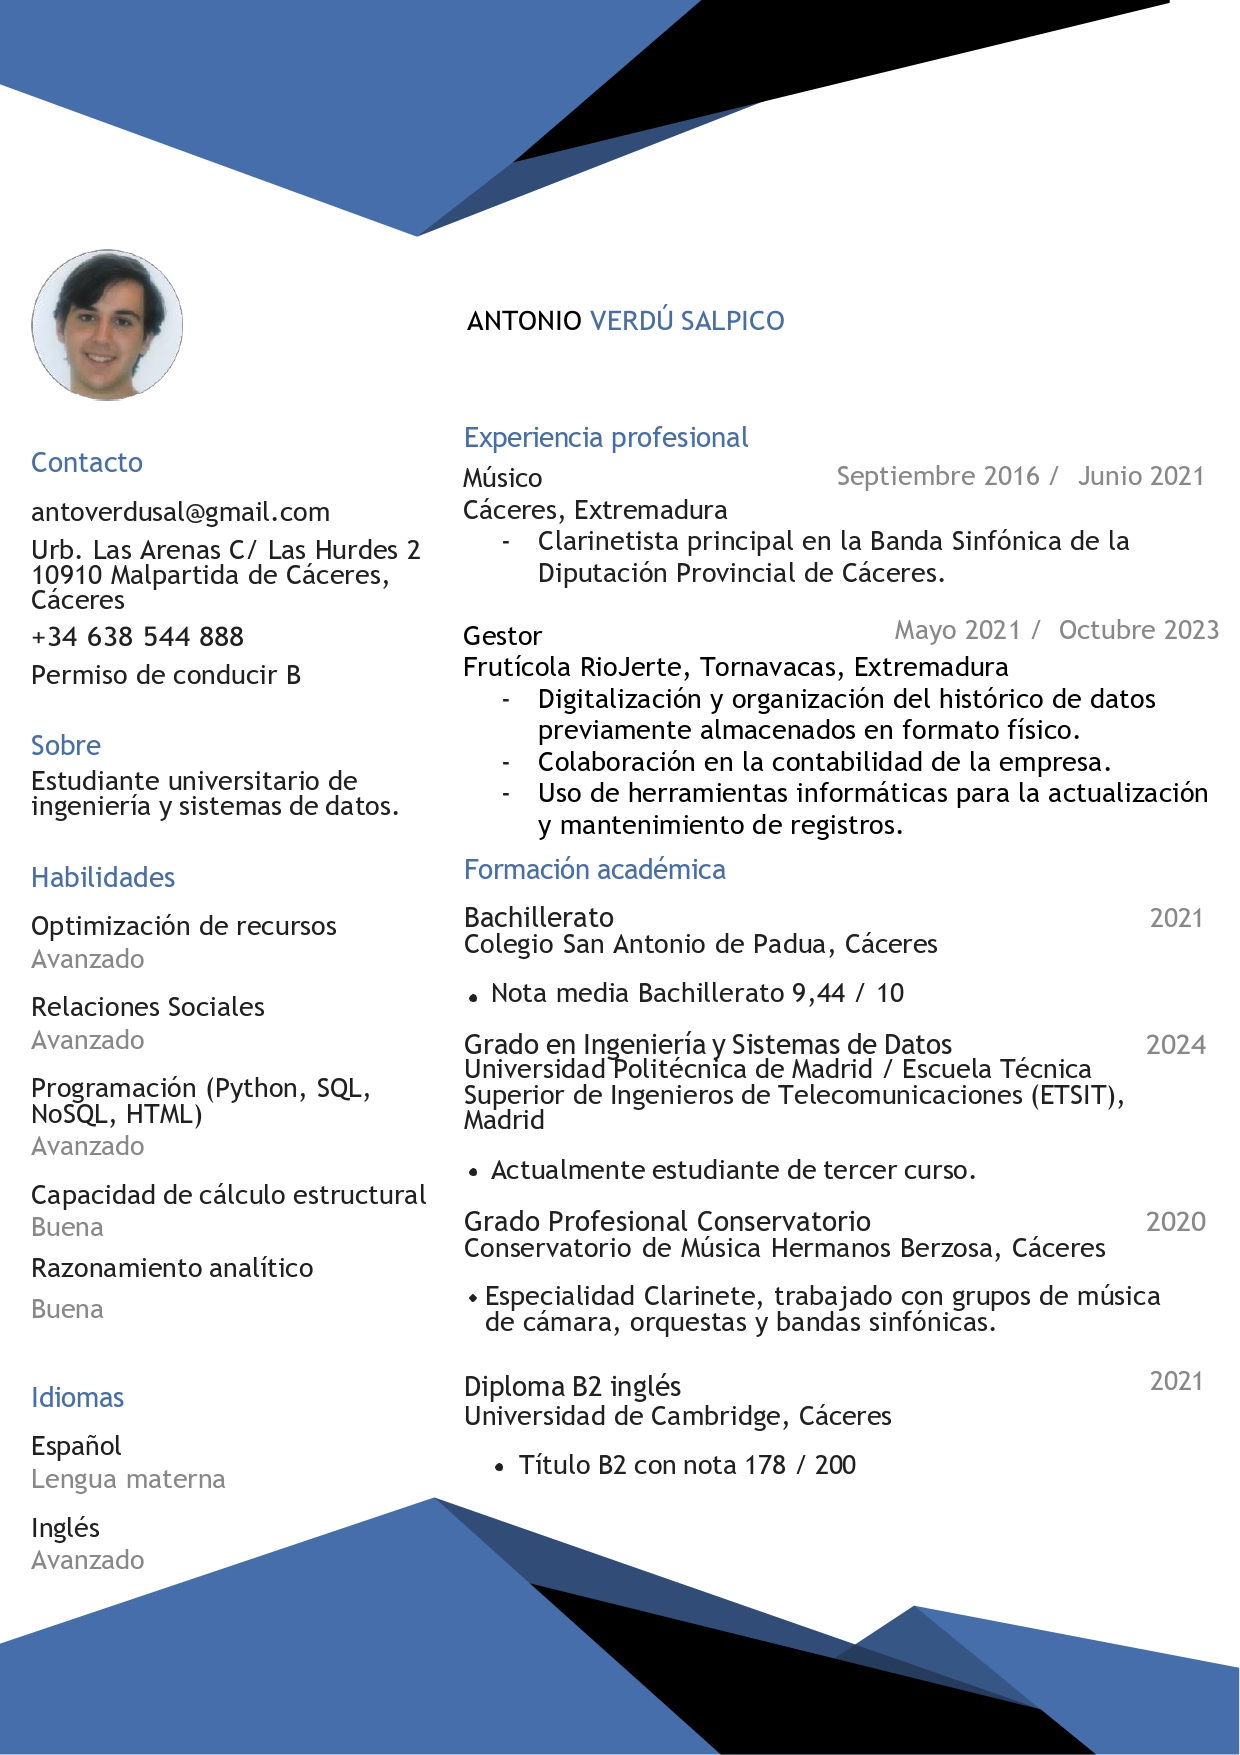 ANTONIO VERDÚ SALPICO
Contacto
antoverdusal@gmail.com
Urb. Las Arenas C/ Las Hurdes 2
10910 Malpartida de Cáceres,
Cáceres
+34 638 544 888
Permiso de conducir B
Sobre
Estudiante universitario de
ingeniería y sistemas de datos.
Habilidades
Optimización de recursos
Avanzado
Relaciones Sociales
Avanzado
Programación (Python, SQL,
NoSQL, HTML)
Avanzado
Capacidad de cálculo estructural
Buena
Razonamiento analítico
Buena
Idiomas
Español
Lengua materna
Inglés
Avanzado
Experiencia profesional
Músico Septiembre 2016 / Junio 2021
Cáceres, Extremadura
- Clarinetista principal en la Banda Sinfónica de la
Diputación Provincial de Cáceres.
Gestor Mayo 2021 / Octubre 2023
Frutícola RioJerte, Tornavacas, Extremadura
- Digitalización y organización del histórico de datos
previamente almacenados en formato físico.
- Colaboración en la contabilidad de la empresa.
- Uso de herramientas informáticas para la actualización
y mantenimiento de registros.
Formación académica
Bachillerato 2021
Colegio San Antonio de Padua, Cáceres
• Nota media Bachillerato 9,44 / 10
Grado en Ingeniería y Sistemas de Datos 2024
Universidad Politécnica de Madrid / Escuela Técnica
Superior de Ingenieros de Telecomunicaciones (ETSIT),
Madrid
• Actualmente estudiante de tercer curso.
Grado Profesional Conservatorio 2020
Conservatorio de Música Hermanos Berzosa, Cáceres
• Especialidad Clarinete, trabajado con grupos de música
de cámara, orquestas y bandas sinfónicas.
Diploma B2 inglés 2021
Universidad de Cambridge, Cáceres
• Título B2 con nota 178 / 200